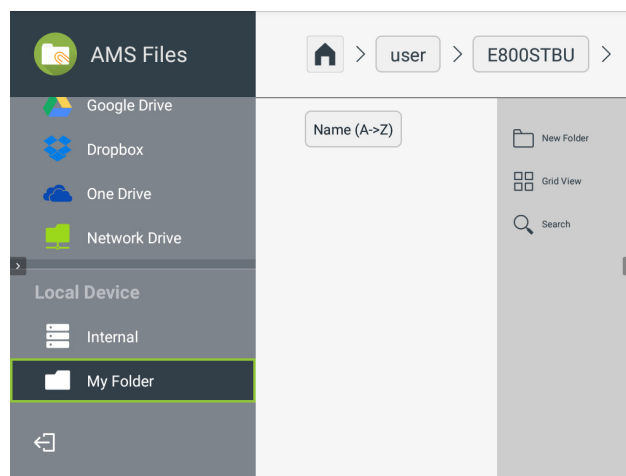 AMS Files
user
E800STBU
Google Drive
Dropbox
One Drive
Network Drive
Local Device
Internal
My Folder
Name (A->Z)
New Folder
Grid View
Search